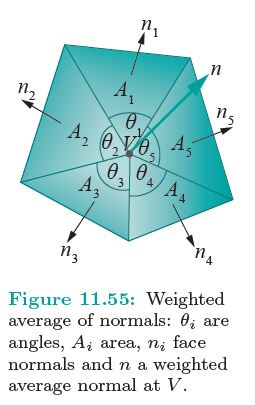 n₁
n
n₂
A₁
n₅
θ₁
A₂
θ₂
V
θ₅
A₅
θ₃
θ₄
A₃
A₄
n₃
n₄
Figure 11.55: Weighted
average of normals: θᵢ are
angles, Aᵢ area, nᵢ face
normals and n a weighted
average normal at V.